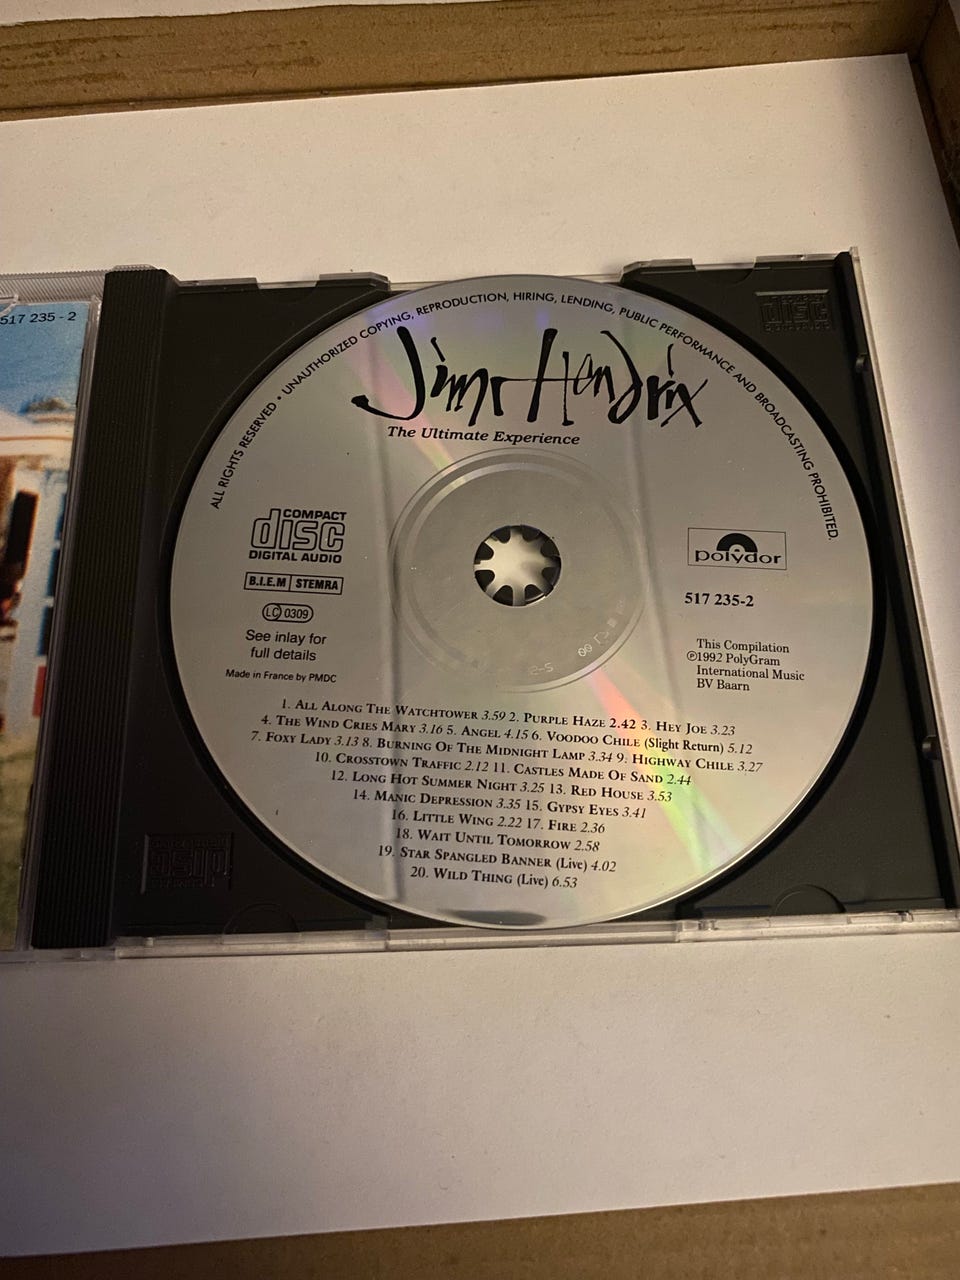 517 235 - 2
ALL RIGHTS RESERVED • UNAUTHORIZED COPYING, REPRODUCTION, HIRING, LENDING, PUBLIC PERFORMANCE AND BROADCASTING PROHIBITED.
Jimi Hendrix
The Ultimate Experience
COMPACT
disc
DIGITAL AUDIO
B.I.E.M STEMRA
LC 0309
See inlay for
full details
Made in France by PMDC
polydor
517 235-2
This Compilation
℗1992 PolyGram
International Music
BV Baarn
1. ALL ALONG THE WATCHTOWER 3.59 2. PURPLE HAZE 2.42 3. HEY JOE 3.23
4. THE WIND CRIES MARY 3.16 5. ANGEL 4.15 6. VOODOO CHILE (Slight Return) 5.12
7. FOXY LADY 3.13 8. BURNING OF THE MIDNIGHT LAMP 3.34 9. HIGHWAY CHILE 3.27
10. CROSSTOWN TRAFFIC 2.12 11. CASTLES MADE OF SAND 2.44
12. LONG HOT SUMMER NIGHT 3.25 13. RED HOUSE 3.53
14. MANIC DEPRESSION 3.35 15. GYPSY EYES 3.41
16. LITTLE WING 2.22 17. FIRE 2.36
18. WAIT UNTIL TOMORROW 2.58
19. STAR SPANGLED BANNER (Live) 4.02
20. WILD THING (Live) 6.53
disc
disc